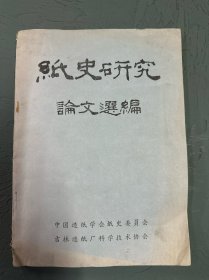 紙史研究
論文選編
中国造纸学会纸史委员会
吉林造纸厂科学技术协会